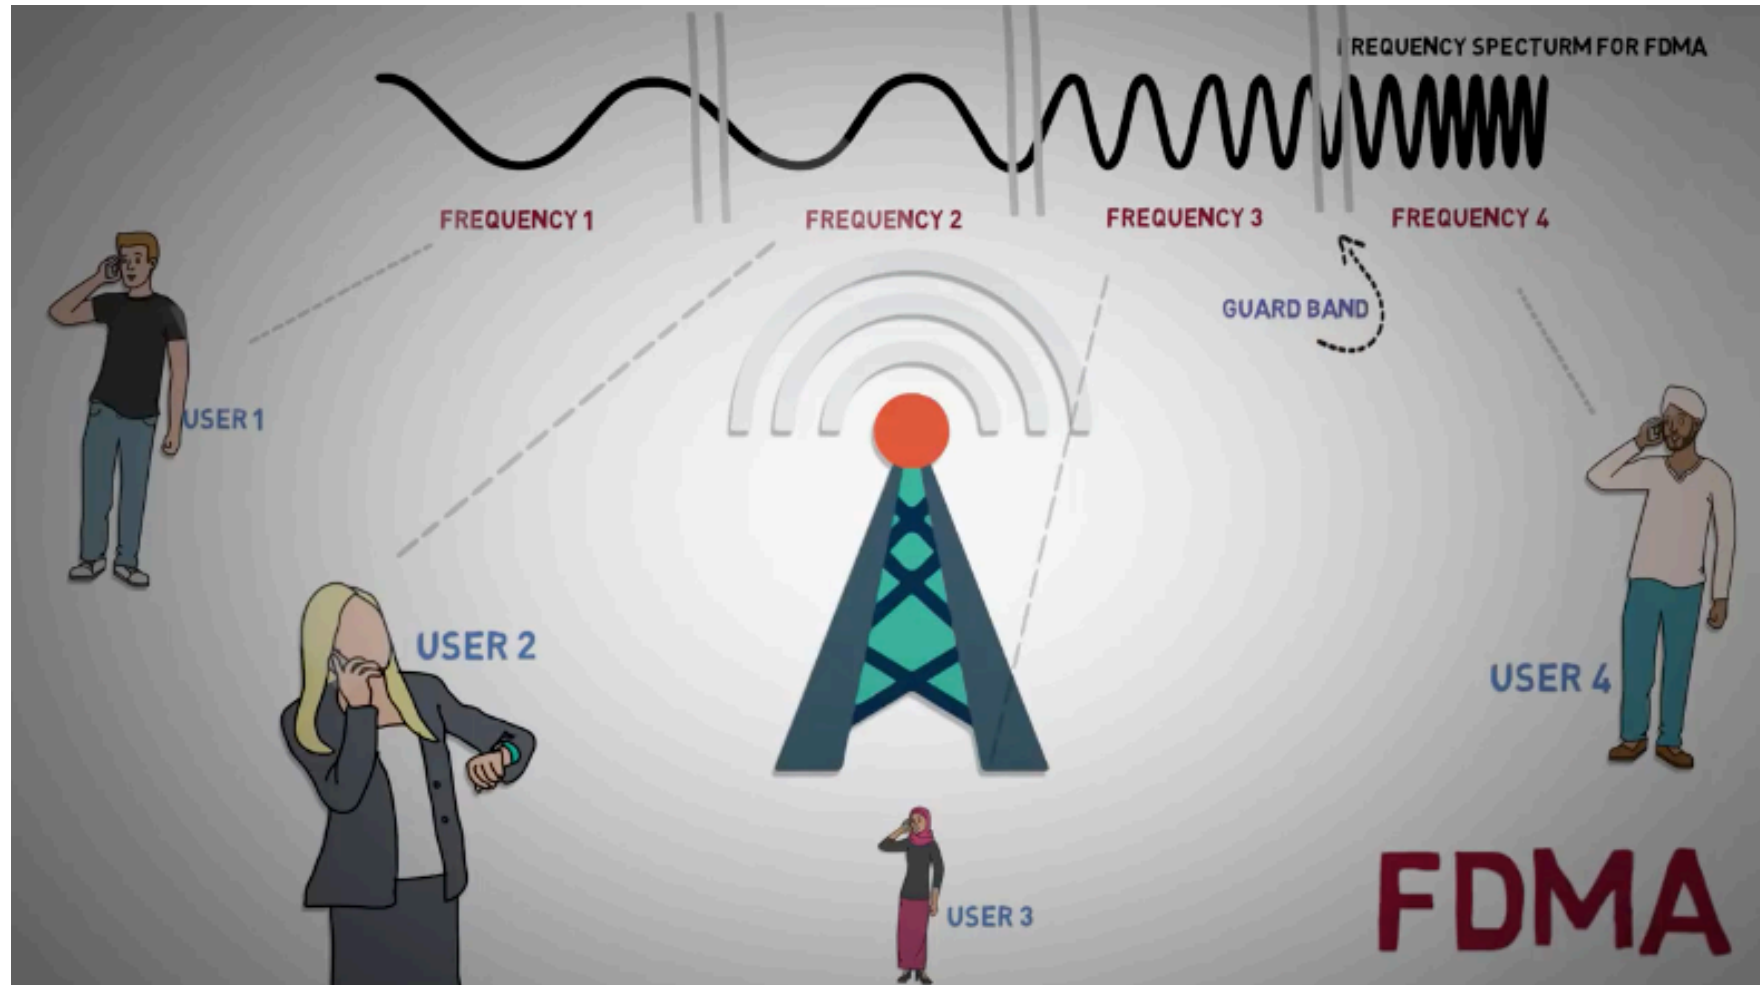 FREQUENCY SPECTURM FOR FDMA
FREQUENCY 1
FREQUENCY 2
FREQUENCY 3
FREQUENCY 4
GUARD BAND
USER 1
USER 2
USER 4
USER 3
FDMA